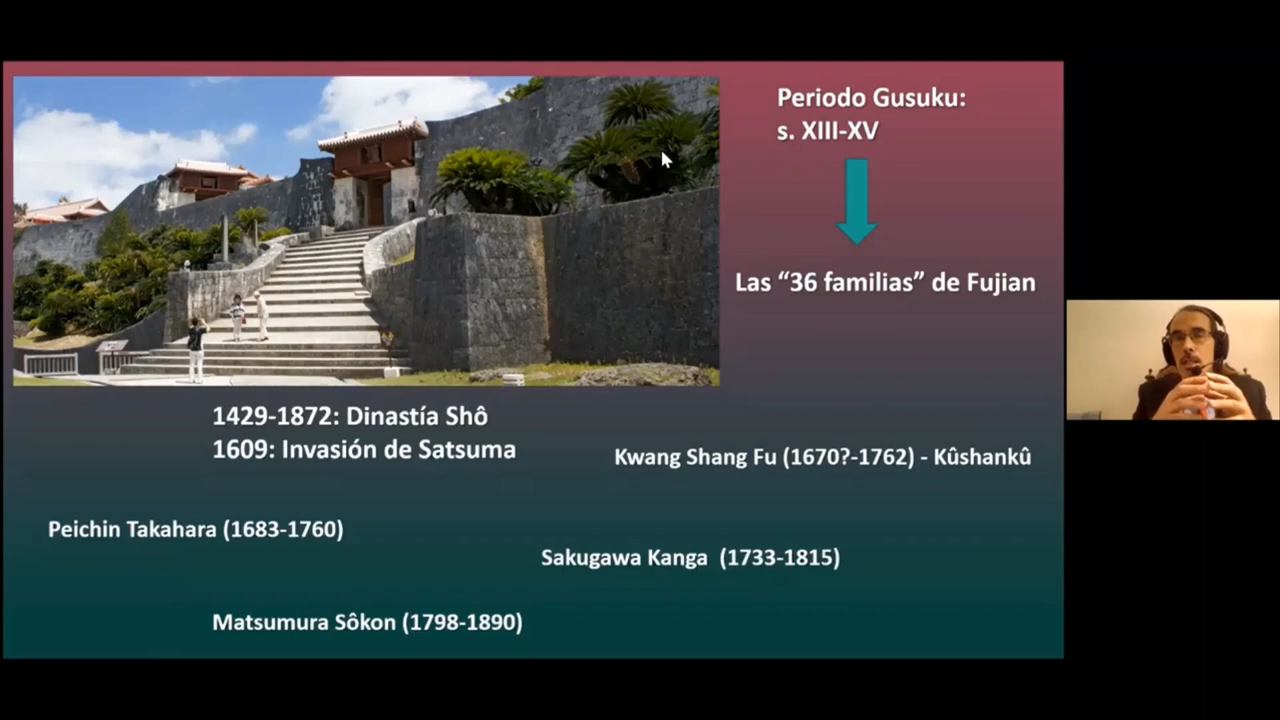 Periodo Gusuku:
s. XIII-XV
Las “36 familias” de Fujian
1429-1872: Dinastía Shô
1609: Invasión de Satsuma
Kwang Shang Fu (1670?-1762) - Kûshankû
Peichin Takahara (1683-1760)
Sakugawa Kanga (1733-1815)
Matsumura Sôkon (1798-1890)